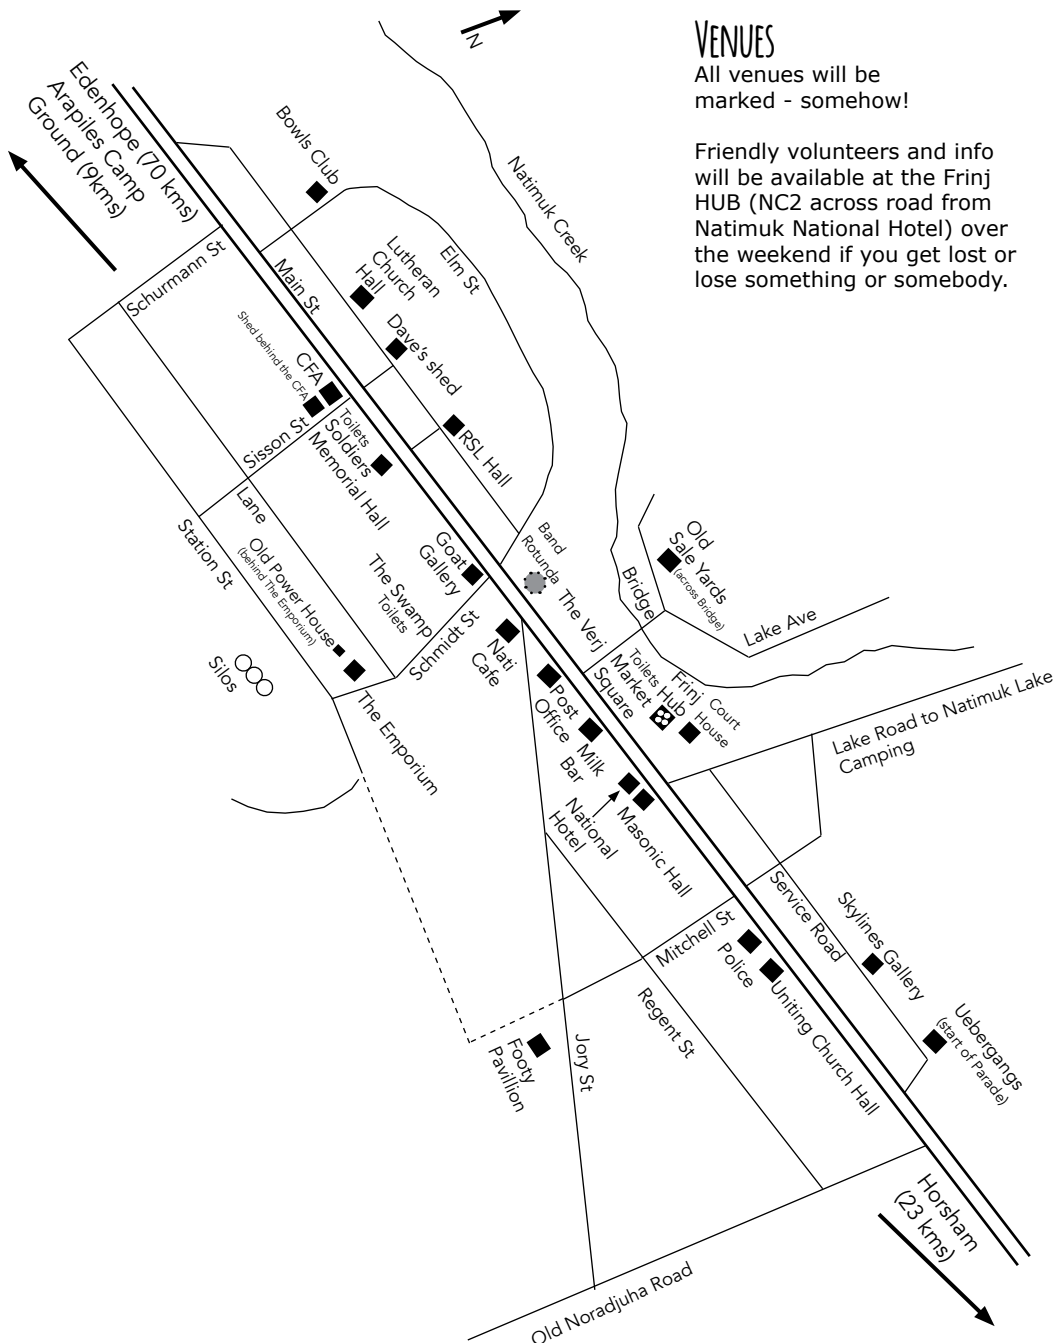 N
VENUES
All venues will be
marked - somehow!
Friendly volunteers and info
will be available at the Frinj
HUB (NC2 across road from
Natimuk National Hotel) over
the weekend if you get lost or
lose something or somebody.
Edenhope (70 kms)
Arapiles Camp
Ground (9kms)
Bowls Club
Natimuk Creek
Elm St
Lutheran
Church
Hall
Main St
Schurmann St
Dave's shed
CFA
Shed behind the CFA
Sisson St
Toilets
Soldiers
Memorial Hall
RSL Hall
Lane
Station St
Old Power House
(behind The Emporium)
The Swamp
Toilets
Goat
Gallery
Schmidt St
Band
Rotunda
The Verj
Bridge
Old
Sale Yards
(across Bridge)
Lake Ave
Silos
The Emporium
Nati
Cafe
Post
Office
Milk
Bar
Market
Square
Toilets
Frinj
Hub
Court
House
Lake Road to Natimuk Lake
Camping
National
Hotel
Masonic Hall
Mitchell St
Service Road
Skylines Gallery
Police
Uniting Church Hall
Uebergangs
(start of Parade)
Regent St
Jory St
Footy
Pavillion
Horsham
(23 kms)
Old Noradjuha Road